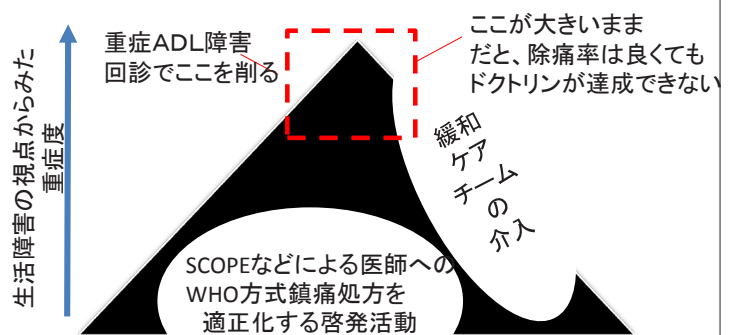 生活障害の視点からみた
重症度
重症ADL障害
回診でここを削る
ここが大きいまま
だと、除痛率は良くても
ドクトリンが達成できない
緩和
ケア
チーム
の
介入
SCOPEなどによる医師への
WHO方式鎮痛処方を
適正化する啓発活動